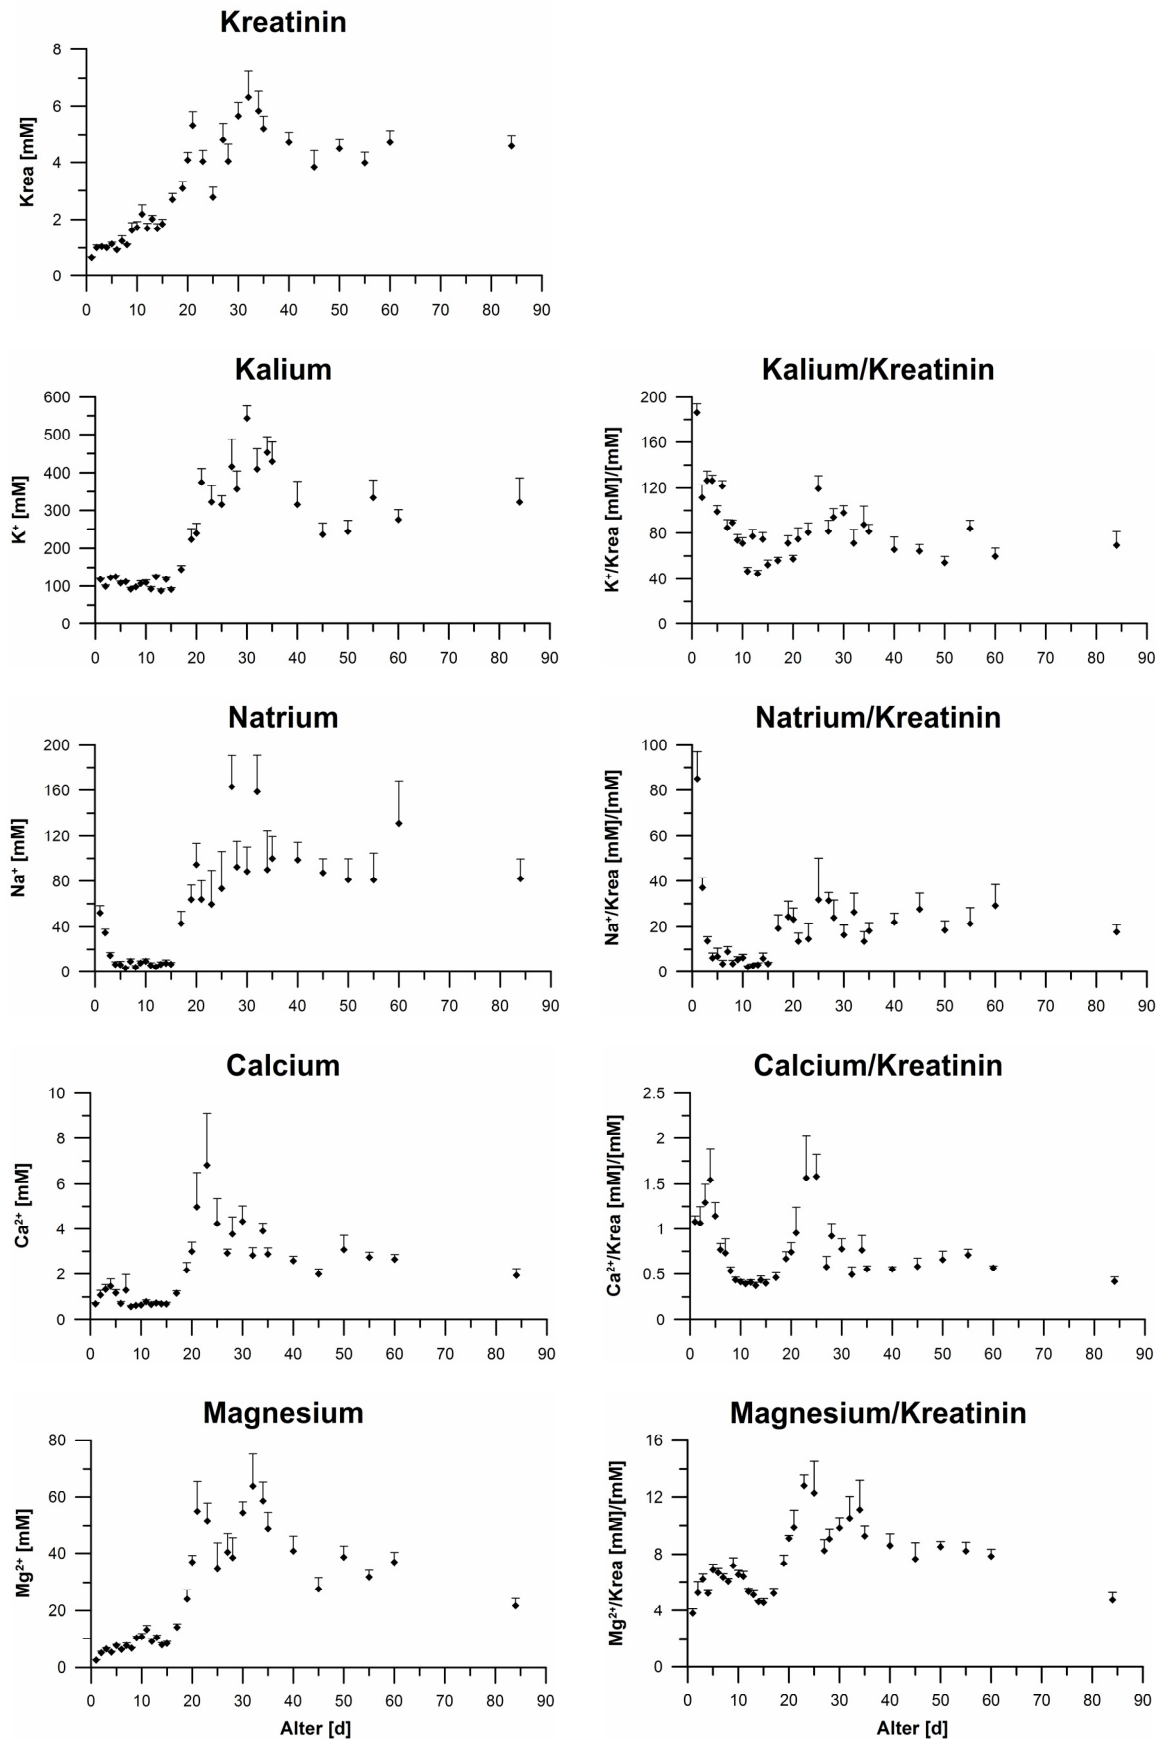 Kreatinin
Krea [mM]
8
6
4
2
0
0 10 20 30 40 50 60 70 80 90
Kalium
K⁺ [mM]
600
500
400
300
200
100
0
0 10 20 30 40 50 60 70 80 90
Kalium/Kreatinin
K⁺/Krea [mM]/[mM]
200
160
120
80
40
0
0 10 20 30 40 50 60 70 80 90
Natrium
Na⁺ [mM]
200
160
120
80
40
0
0 10 20 30 40 50 60 70 80 90
Natrium/Kreatinin
Na⁺/Krea [mM]/[mM]
100
80
60
40
20
0
0 10 20 30 40 50 60 70 80 90
Calcium
Ca²⁺ [mM]
10
8
6
4
2
0
0 10 20 30 40 50 60 70 80 90
Calcium/Kreatinin
Ca²⁺/Krea [mM]/[mM]
2.5
2
1.5
1
0.5
0
0 10 20 30 40 50 60 70 80 90
Magnesium
Mg²⁺ [mM]
80
60
40
20
0
0 10 20 30 40 50 60 70 80 90
Alter [d]
Magnesium/Kreatinin
Mg²⁺/Krea [mM]/[mM]
16
12
8
4
0
0 10 20 30 40 50 60 70 80 90
Alter [d]